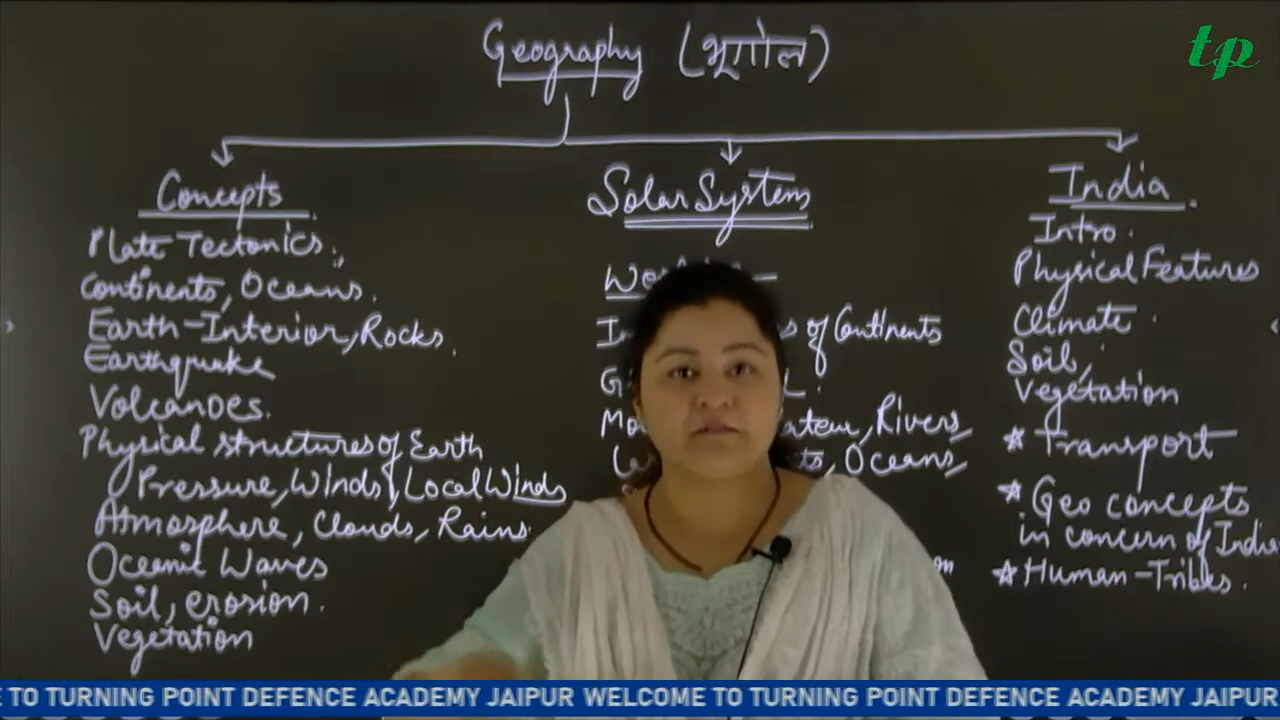 Geography (भूगोल)
tp
Concepts
Plate Tectonics
Continents, Oceans.
Earth-Interior, Rocks.
Earthquake
Volcanoes.
Physical structures of Earth
Pressure, Winds, Local Winds
Atmosphere, Clouds, Rains
Oceanic Waves
Soil, erosion.
Vegetation
Solar System
of Continents
Rivers,
Oceans,
India
Intro.
Physical Features
Climate.
Soil,
Vegetation
★ Transport
★ Geo concepts
in concern of India
★ Human-Tribes.
TO TURNING POINT DEFENCE ACADEMY JAIPUR WELCOME TO TURNING POINT DEFENCE ACADEMY JAIPUR